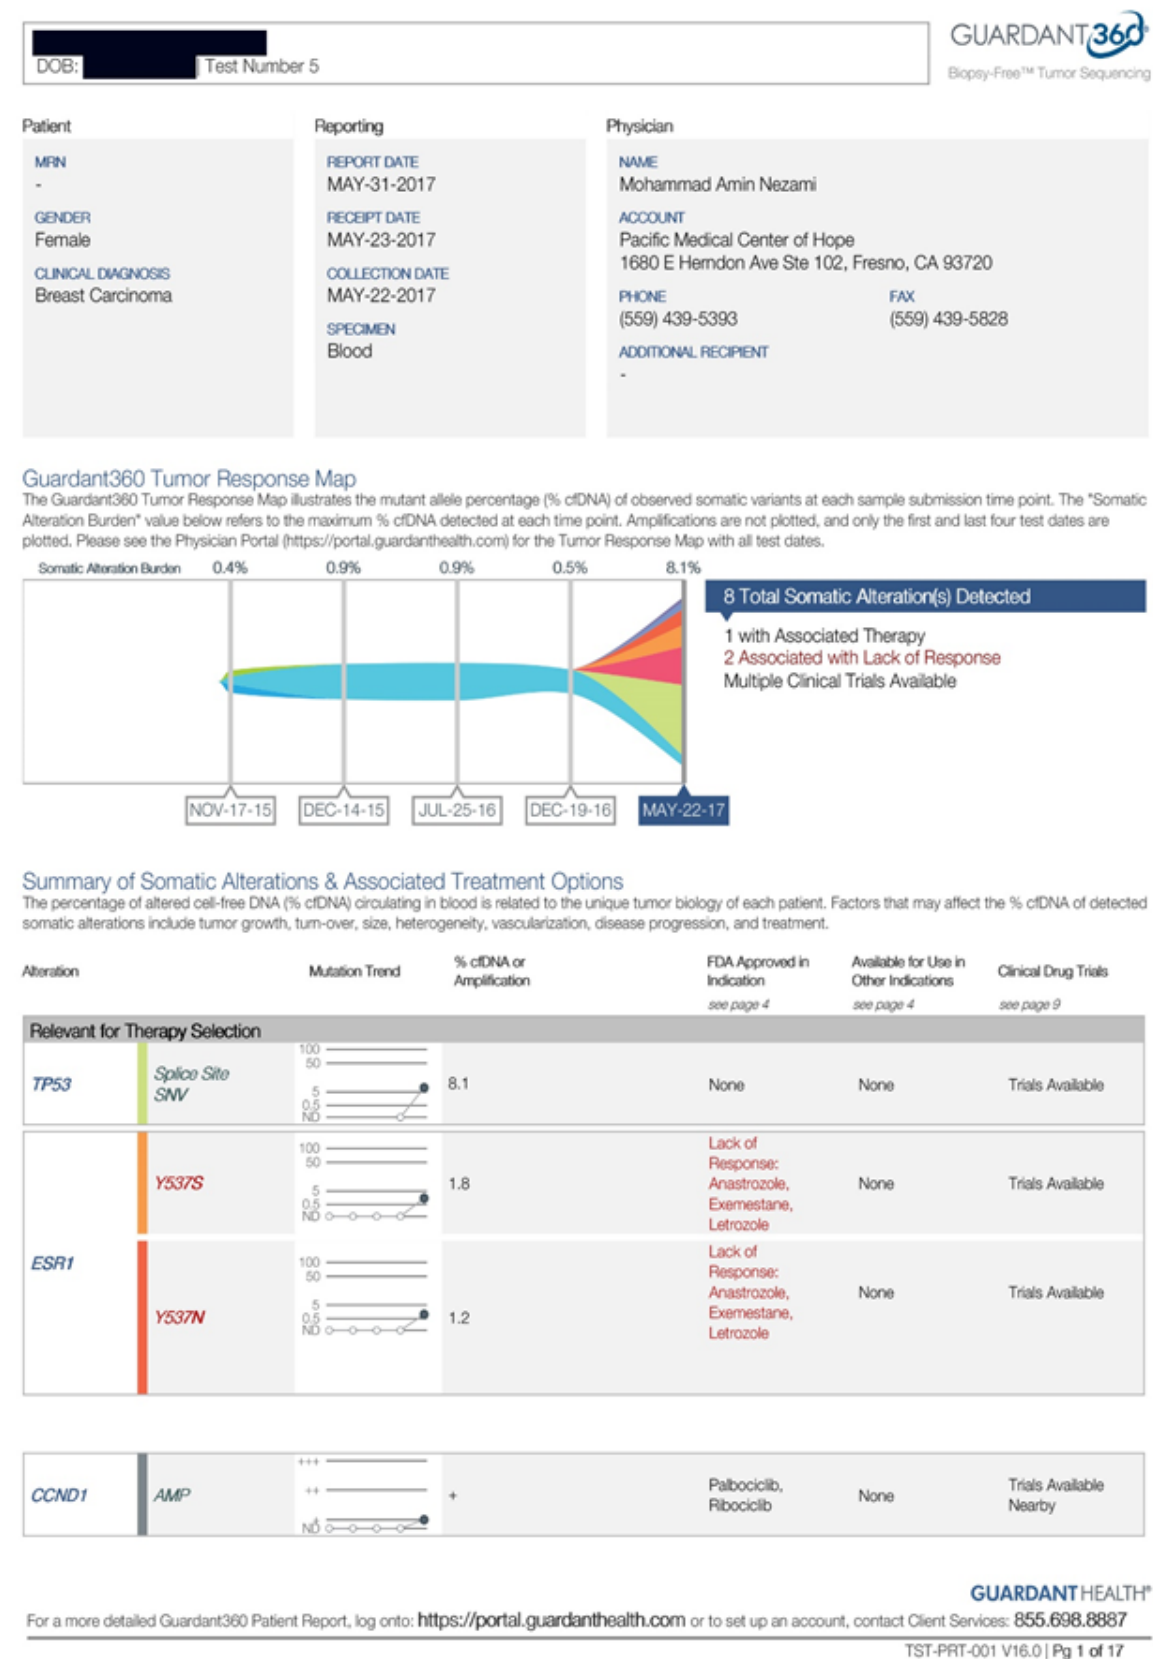 GUARDANT360
DOB: | Test Number 5
Biopsy-Free™ Tumor Sequencing
Patient
MRN
-
GENDER
Female
CLINICAL DIAGNOSIS
Breast Carcinoma
Reporting
REPORT DATE
MAY-31-2017
RECEIPT DATE
MAY-23-2017
COLLECTION DATE
MAY-22-2017
SPECIMEN
Blood
Physician
NAME
Mohammad Amin Nezami
ACCOUNT
Pacific Medical Center of Hope
1680 E Herndon Ave Ste 102, Fresno, CA 93720
PHONE
(559) 439-5393
FAX
(559) 439-5828
ADDITIONAL RECIPIENT
-
Guardant360 Tumor Response Map
The Guardant360 Tumor Response Map illustrates the mutant allele percentage (% cfDNA) of observed somatic variants at each sample submission time point. The "Somatic
Alteration Burden" value below refers to the maximum % cfDNA detected at each time point. Amplifications are not plotted, and only the first and last four test dates are
plotted. Please see the Physician Portal (https://portal.guardanthealth.com) for the Tumor Response Map with all test dates.
Somatic Alteration Burden 0.4% 0.9% 0.9% 0.5% 8.1%
8 Total Somatic Alteration(s) Detected
1 with Associated Therapy
2 Associated with Lack of Response
Multiple Clinical Trials Available
NOV-17-15 DEC-14-15 JUL-25-16 DEC-19-16 MAY-22-17
Summary of Somatic Alterations & Associated Treatment Options
The percentage of altered cell-free DNA (% cfDNA) circulating in blood is related to the unique tumor biology of each patient. Factors that may affect the % cfDNA of detected
somatic alterations include tumor growth, turn-over, size, heterogeneity, vascularization, disease progression, and treatment.
Alteration
Mutation Trend
% cfDNA or
Amplification
FDA Approved in
Indication
see page 4
Available for Use in
Other Indications
see page 4
Clinical Drug Trials
see page 9
Relevant for Therapy Selection
TP53
Splice Site
SNV
100
50
5
0.5
ND
8.1
None
None
Trials Available
ESR1
Y537S
100
50
5
0.5
ND
1.8
Lack of
Response:
Anastrozole,
Exemestane,
Letrozole
None
Trials Available
Y537N
100
50
5
0.5
ND
1.2
Lack of
Response:
Anastrozole,
Exemestane,
Letrozole
None
Trials Available
CCND1
AMP
+++
++
+
ND
+
Palbociclib,
Ribociclib
None
Trials Available
Nearby
GUARDANT HEALTH®
For a more detailed Guardant360 Patient Report, log onto: https://portal.guardanthealth.com or to set up an account, contact Client Services: 855.698.8887
TST-PRT-001 V16.0 | Pg 1 of 17